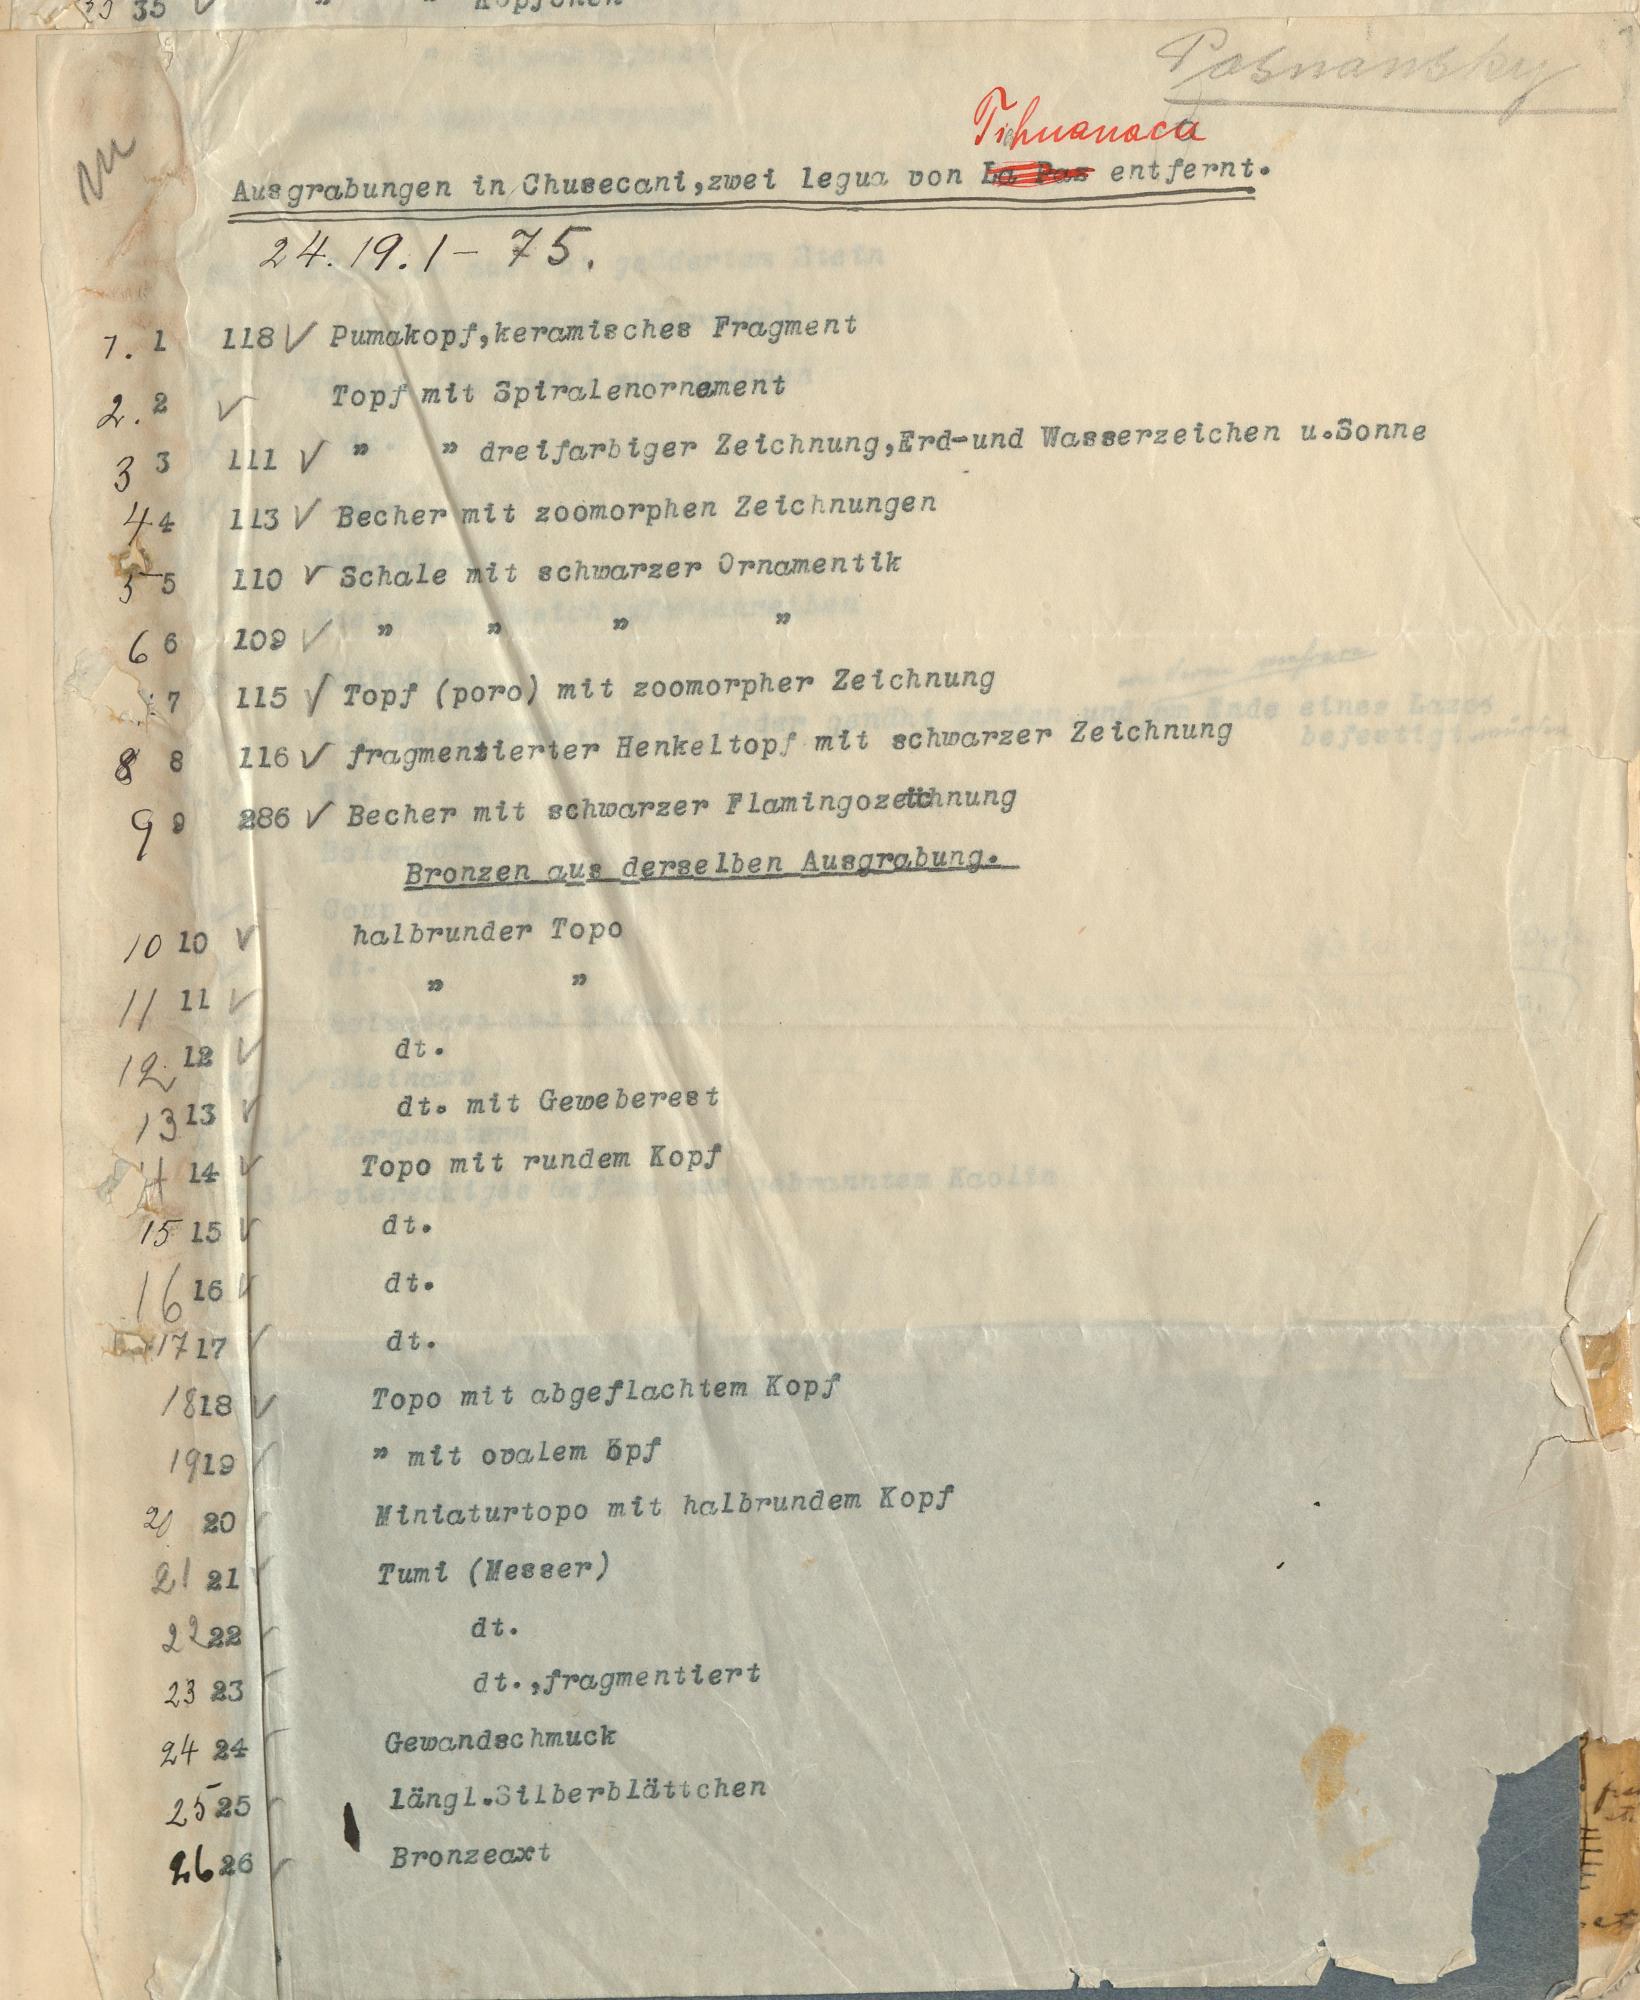 35 √ " " Kopfchen
Posnansky
Tihuanacu
Ausgrabungen in Chusecani,zwei legua von La Paz entfernt.
24.19.1-75.
1. 1 118 √ Pumakopf,keramisches Fragment
2. 2 √ Topf mit Spiralenornament
3 3 111 √ " " dreifarbiger Zeichnung,Erd-und Wasserzeichen u.Sonne
4 4 113 √ Becher mit zoomorphen Zeichnungen
5 5 110 √ Schale mit schwarzer Ornamentik
6 6 109 √ " " " "
7 115 √ Topf (poro) mit zoomorpher Zeichnung
8 8 116 √ fragmentierter Henkeltopf mit schwarzer Zeichnung
9 9 286 √ Becher mit schwarzer Flamingozeichnung
Bronzen aus derselben Ausgrabung.
10 10 √ halbrunder Topo
11 11 √ " "
12 12 √ dt.
13 13 √ dt. mit Geweberest
14 √ Topo mit rundem Kopf
15 15 √ dt.
16 16 √ dt.
17 17 √ dt.
18 18 √ Topo mit abgeflachtem Kopf
19 19 √ " mit ovalem Kopf
20 20 √ Miniaturtopo mit halbrundem Kopf
21 21 √ Tumi (Messer)
22 22 √ dt.
23 23 √ dt.,fragmentiert
24 24 √ Gewandschmuck
25 25 √ längl.Silberblättchen
26 26 √ Bronzeaxt